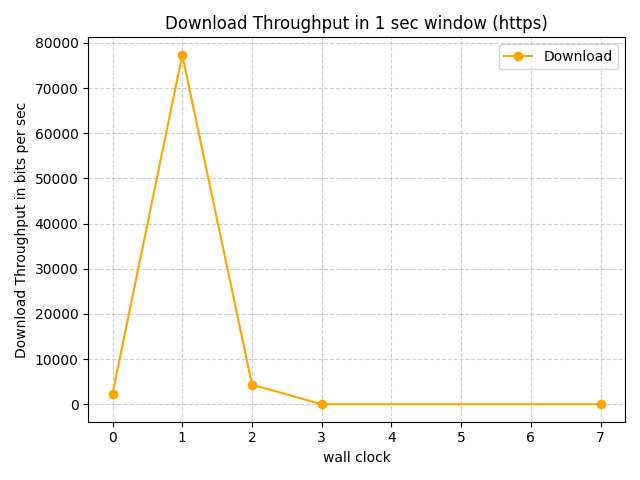 Download Throughput in 1 sec window (https)
Download Throughput in bits per sec
80000
70000
60000
50000
40000
30000
20000
10000
0
Download
0 1 2 3 4 5 6 7
wall clock